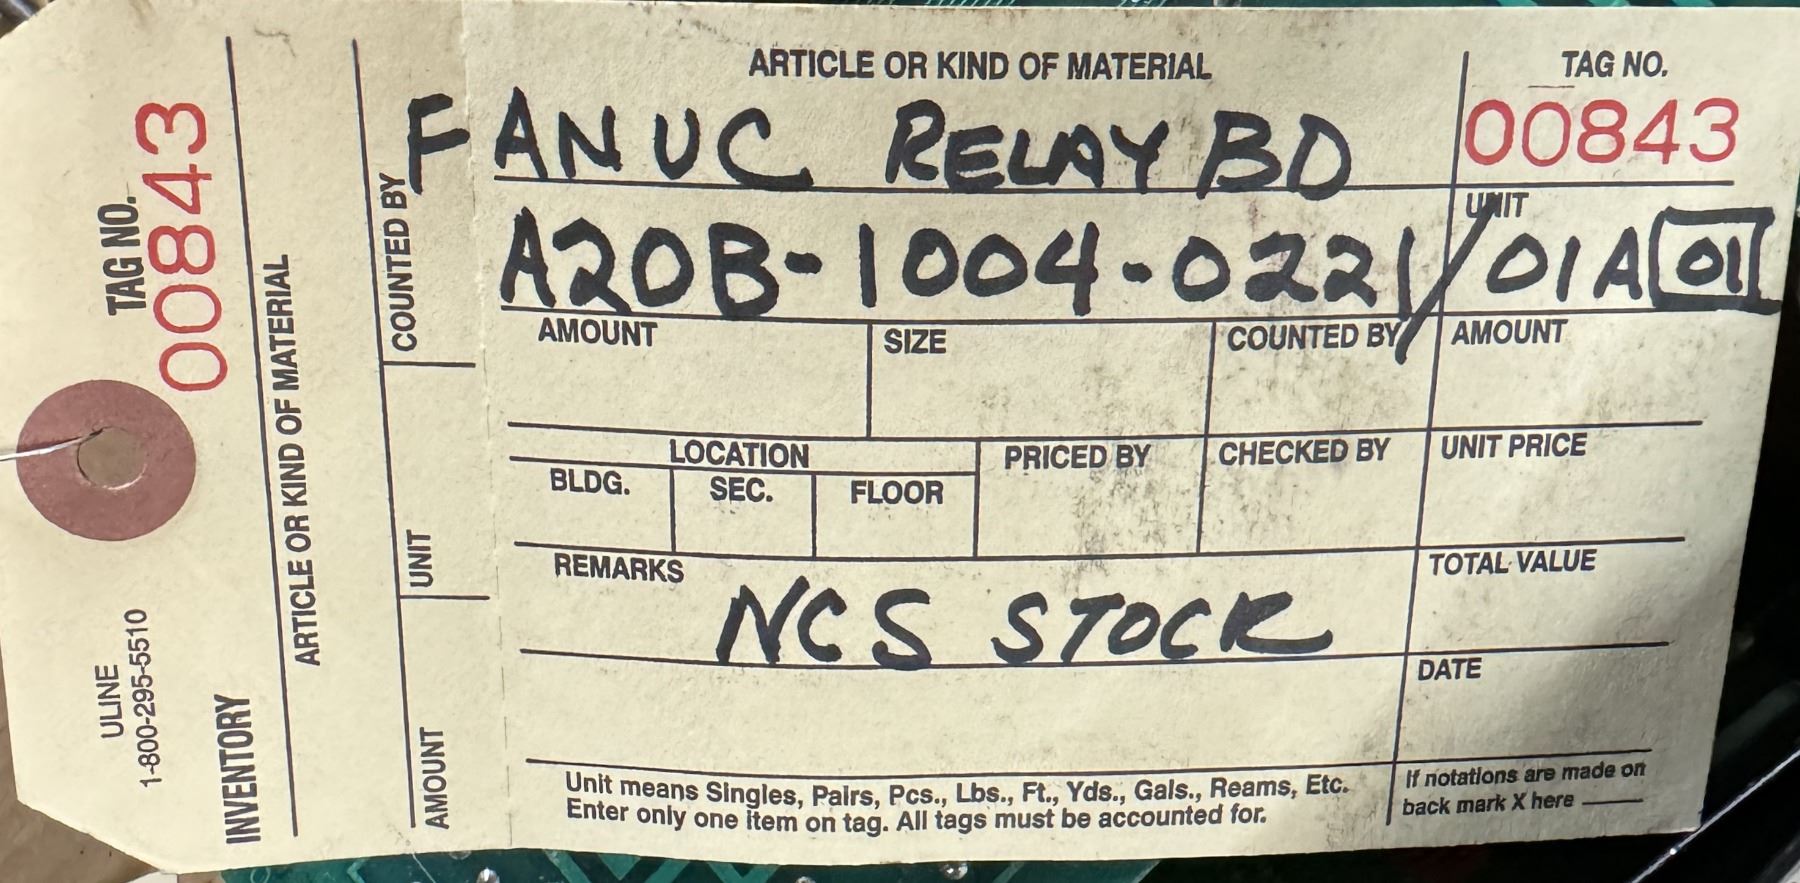 TAG NO.
00843
ULINE
1-800-295-5510
INVENTORY
ARTICLE OR KIND OF MATERIAL
COUNTED BY
UNIT
AMOUNT
ARTICLE OR KIND OF MATERIAL
TAG NO.
FANUC RELAY BD
00843
UNIT
A20B-1004-0221/01A 01
AMOUNT
SIZE
COUNTED BY
AMOUNT
LOCATION
PRICED BY
CHECKED BY
UNIT PRICE
BLDG.
SEC.
FLOOR
REMARKS
TOTAL VALUE
NCS STOCK
DATE
Unit means Singles, Pairs, Pcs., Lbs., Ft., Yds., Gals., Reams, Etc.
Enter only one item on tag. All tags must be accounted for.
If notations are made on
back mark X here